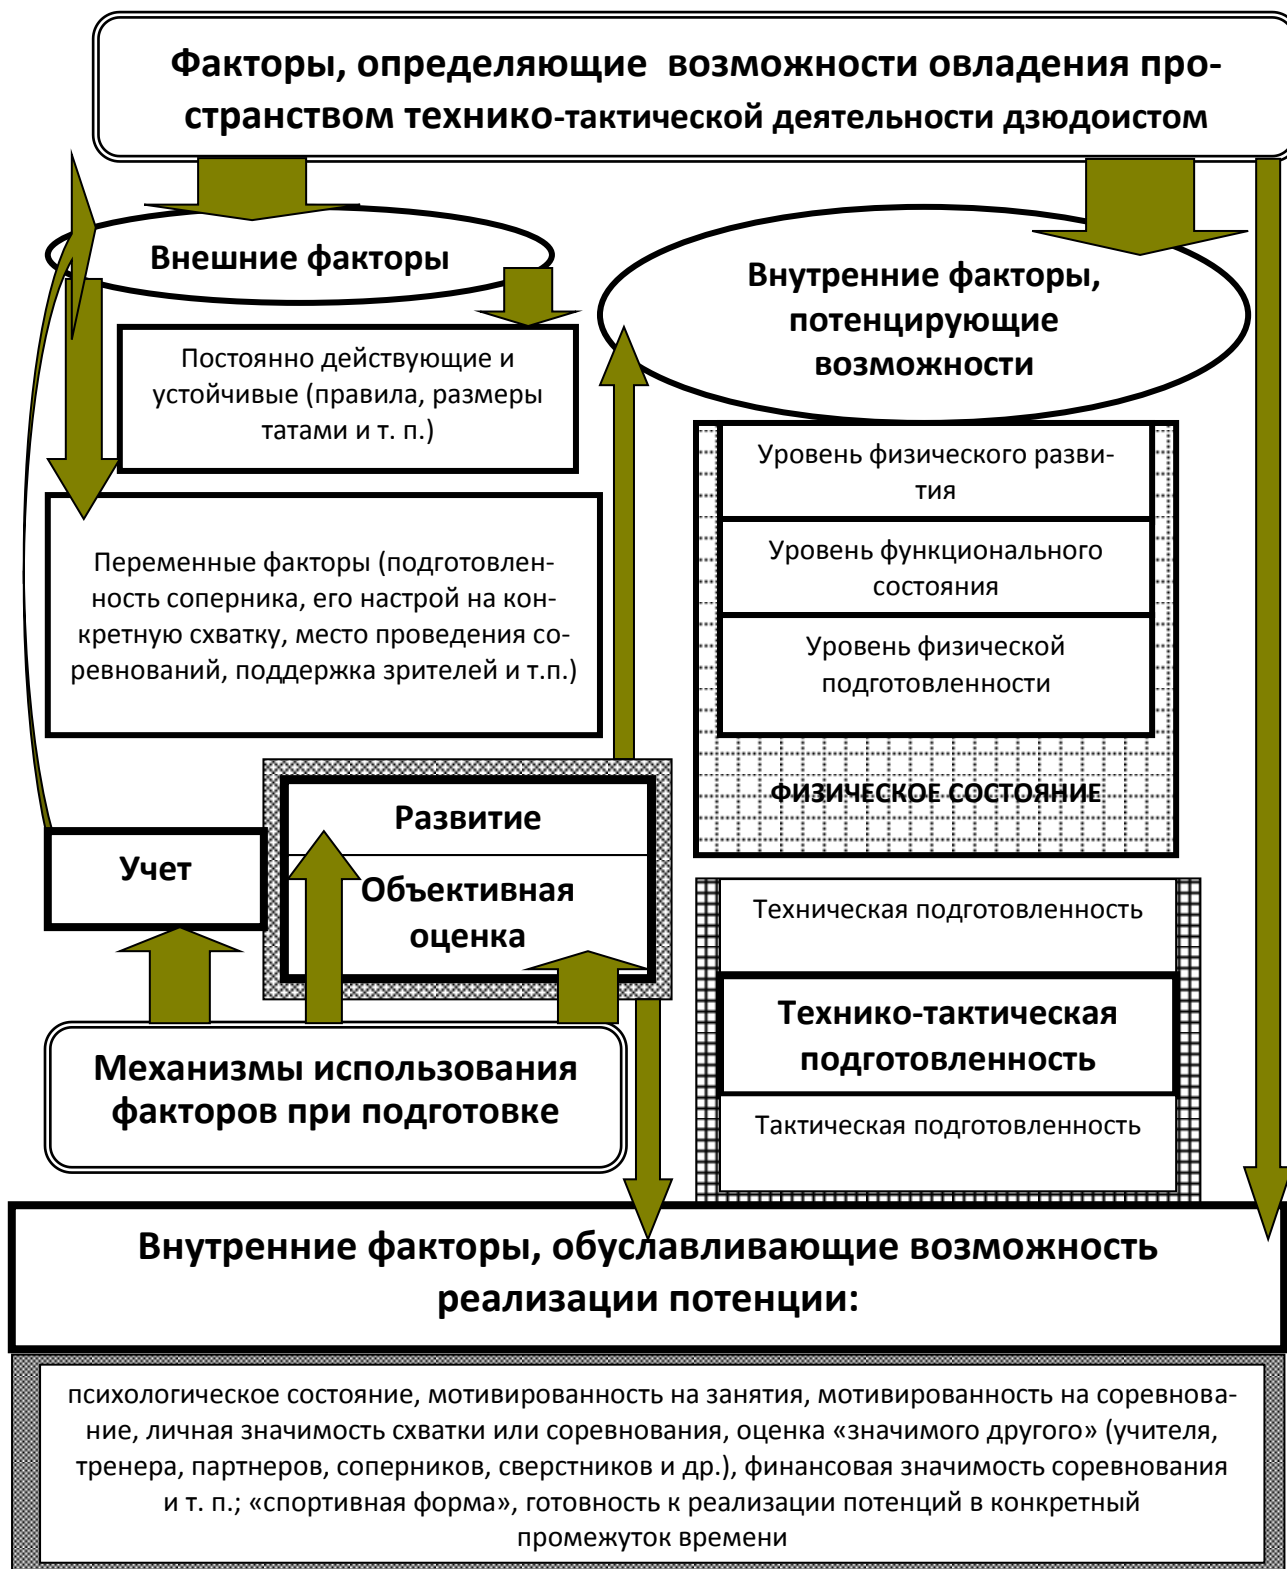 Факторы, определяющие возможности овладения про-
странством технико-тактической деятельности дзюдоистом
Внешние факторы
Внутренние факторы,
потенцирующие
возможности
Постоянно действующие и
устойчивые (правила, размеры
татами и т. п.)
Переменные факторы (подготовлен-
ность соперника, его настрой на кон-
кретную схватку, место проведения со-
ревнований, поддержка зрителей и т.п.)
Уровень физического разви-
тия
Уровень функционального
состояния
Уровень физической
подготовленности
ФИЗИЧЕСКОЕ СОСТОЯНИЕ
Развитие
Объективная
оценка
Учет
Механизмы использования
факторов при подготовке
Техническая подготовленность
Технико-тактическая
подготовленность
Тактическая подготовленность
Внутренние факторы, обуславливающие возможность
реализации потенции:
психологическое состояние, мотивированность на занятия, мотивированность на соревнова-
ние, личная значимость схватки или соревнования, оценка «значимого другого» (учителя,
тренера, партнеров, соперников, сверстников и др.), финансовая значимость соревнования
и т. п.; «спортивная форма», готовность к реализации потенций в конкретный
промежуток времени